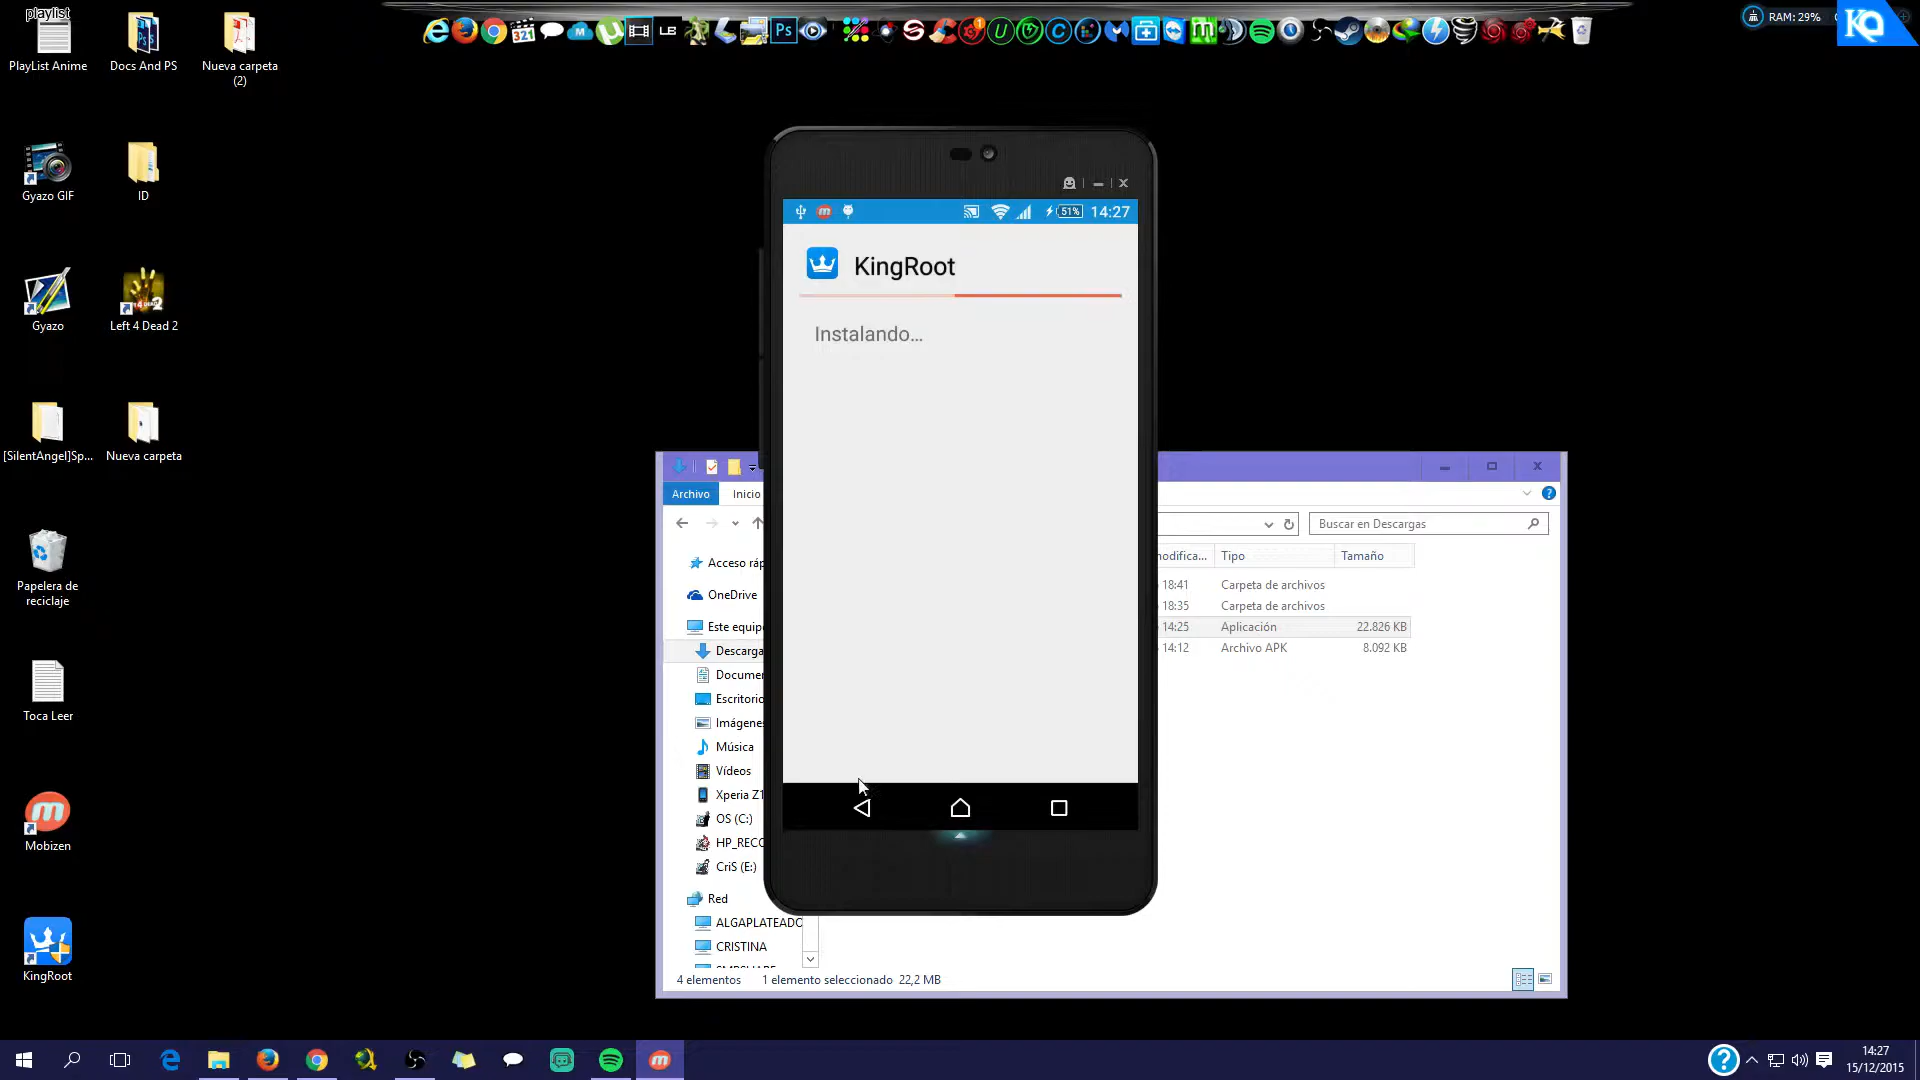 playlist
PlayList Anime
Docs And PS
Nueva carpeta
(2)
Gyazo GIF
ID
Gyazo
Left 4 Dead 2
[SilentAngel]Sp...
Nueva carpeta
Papelera de
reciclaje
Toca Leer
Mobizen
KingRoot
321
LE
Ps
RAM: 29%
KQ
51%
14:27
KingRoot
Instalando...
Archivo
Inicio
Buscar en Descargas
Tipo
Tamaño
Acceso ráp
OneDrive
Este equip
Descarga
Documen
Escritorio
Imágenes
Música
Vídeos
Xperia Z1
OS (C:)
HP_RECO
CriS (E:)
Red
ALGAPLATEADO
CRISTINA
18:41
Carpeta de archivos
18:35
Carpeta de archivos
14:25
Aplicación
22.826 KB
14:12
Archivo APK
8.092 KB
4 elementos
1 elemento seleccionado 22,2 MB
14:27
15/12/2015